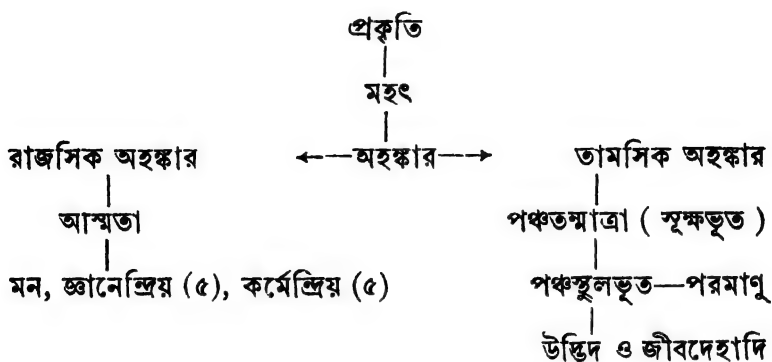 প্রকৃতি
মহৎ
রাজসিক অহঙ্কার ←—অহঙ্কার—→ তামসিক অহঙ্কার
আস্মতা পঞ্চতন্মাত্রা ( সূক্ষ্মভূত )
মন, জ্ঞানেন্দ্রিয় (৫), কর্মেন্দ্রিয় (৫) পঞ্চস্থুলভূত—পরমাণু
উদ্ভিদ ও জীবদেহাদি